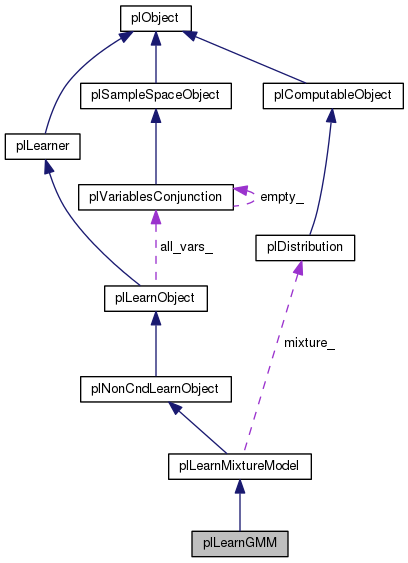 plObject
plSampleSpaceObject
plComputableObject
plLearner
plVariablesConjunction
empty_
plDistribution
all_vars_
plLearnObject
mixture_
plNonCndLearnObject
plLearnMixtureModel
plLearnGMM